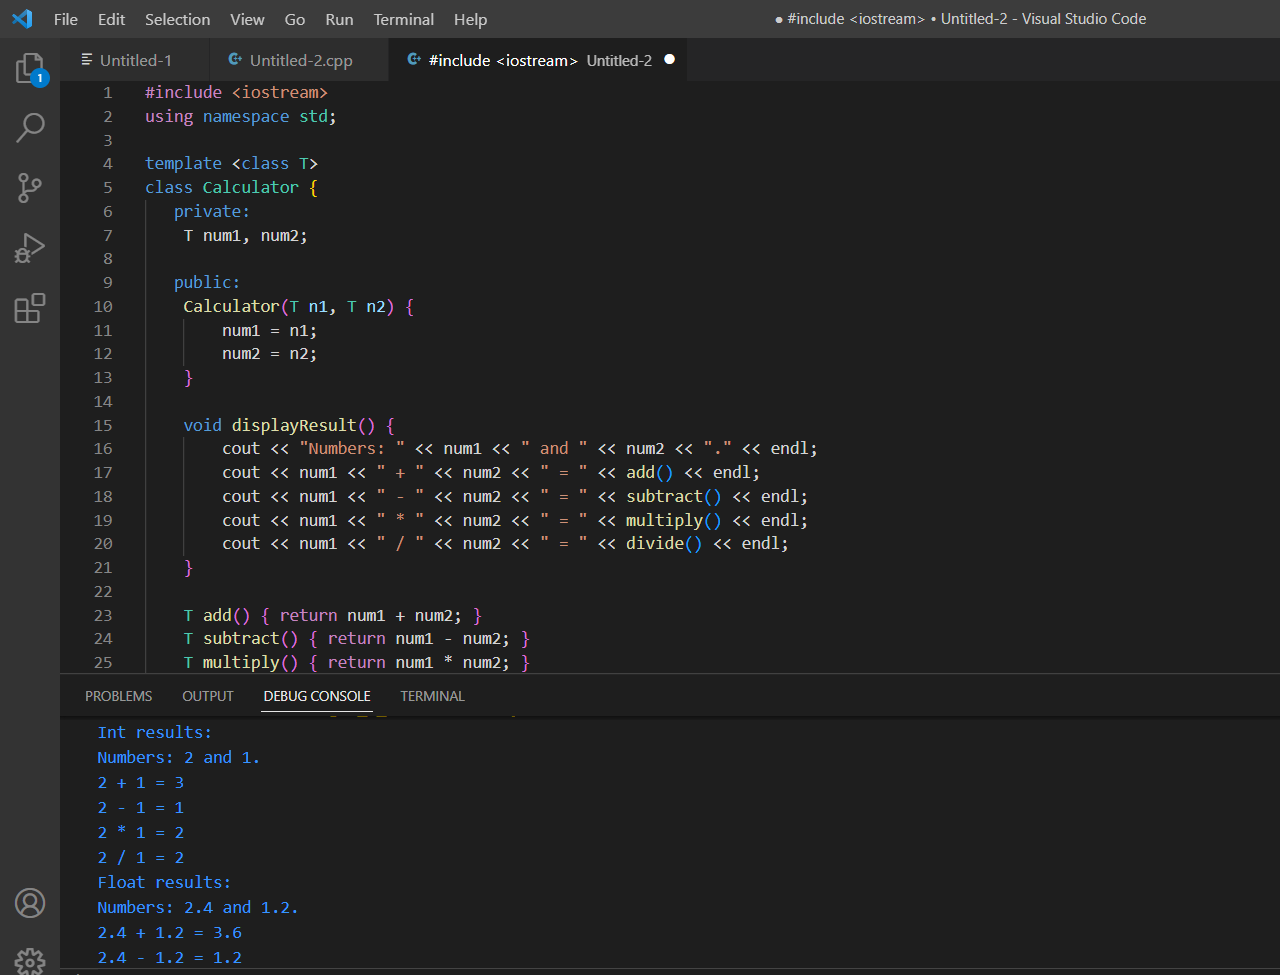 File Edit Selection View Go Run Terminal Help ● #include <iostream> • Untitled-2 - Visual Studio Code
Untitled-1 Untitled-2.cpp #include <iostream> Untitled-2
1
1 #include <iostream>
2 using namespace std;
3
4 template <class T>
5 class Calculator {
6 private:
7 T num1, num2;
8
9 public:
10 Calculator(T n1, T n2) {
11 num1 = n1;
12 num2 = n2;
13 }
14
15 void displayResult() {
16 cout << "Numbers: " << num1 << " and " << num2 << "." << endl;
17 cout << num1 << " + " << num2 << " = " << add() << endl;
18 cout << num1 << " - " << num2 << " = " << subtract() << endl;
19 cout << num1 << " * " << num2 << " = " << multiply() << endl;
20 cout << num1 << " / " << num2 << " = " << divide() << endl;
21 }
22
23 T add() { return num1 + num2; }
24 T subtract() { return num1 - num2; }
25 T multiply() { return num1 * num2; }
PROBLEMS OUTPUT DEBUG CONSOLE TERMINAL
Int results:
Numbers: 2 and 1.
2 + 1 = 3
2 - 1 = 1
2 * 1 = 2
2 / 1 = 2
Float results:
Numbers: 2.4 and 1.2.
2.4 + 1.2 = 3.6
2.4 - 1.2 = 1.2